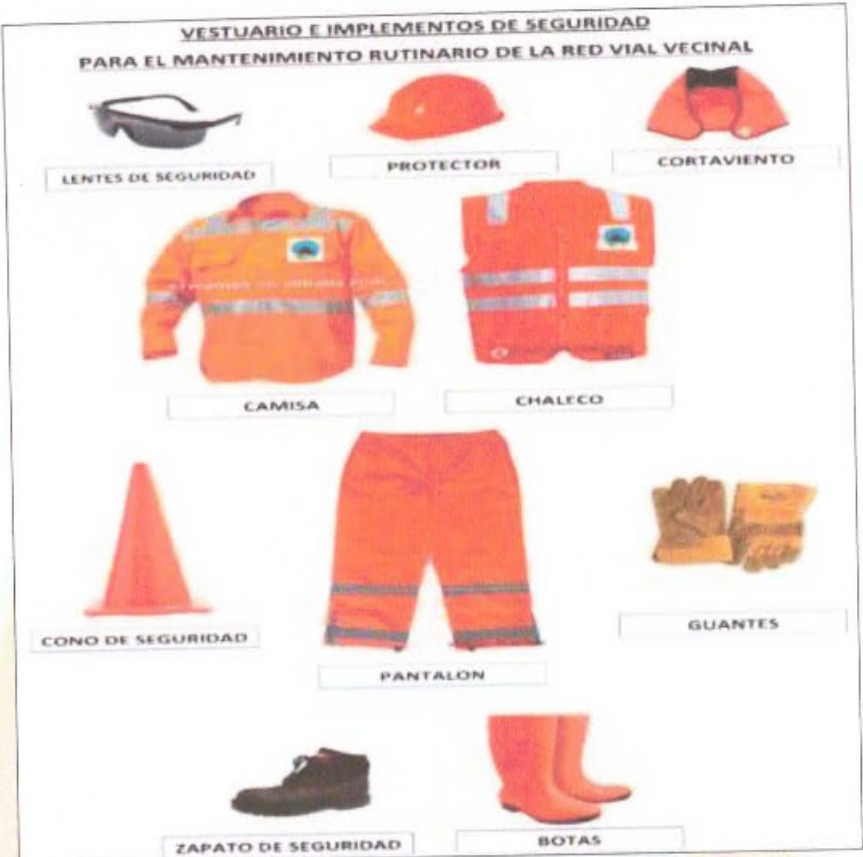 VESTUARIO E IMPLEMENTOS DE SEGURIDAD
PARA EL MANTENIMIENTO RUTINARIO DE LA RED VIAL VECINAL
LENTES DE SEGURIDAD
PROTECTOR
CORTAVIENTO
CAMISA
CHALECO
CONO DE SEGURIDAD
PANTALON
GUANTES
ZAPATO DE SEGURIDAD
BOTAS